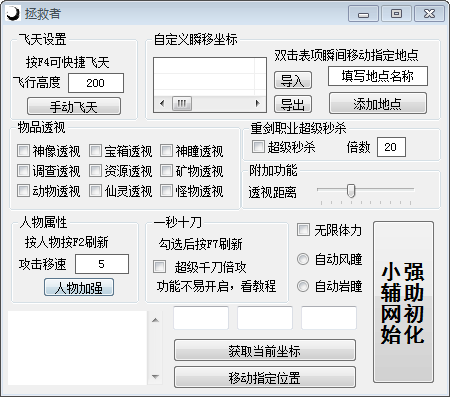 拯救者
飞天设置
按F4可快捷飞天
飞行高度 200
手动飞天
自定义瞬移坐标
双击表项瞬间移动指定地点
导入
填写地点名称
导出
添加地点
物品透视
神像透视 宝箱透视 神瞳透视
调查透视 资源透视 矿物透视
动物透视 仙灵透视 怪物透视
重剑职业超级秒杀
超级秒杀 倍数 20
附加功能
透视距离
人物属性
按人物按F2刷新
攻击移速 5
人物加强
一秒十刀
勾选后按F7刷新
超级千刀倍攻
功能不易开启，看教程
无限体力
自动风瞳
自动岩瞳
小强
辅助
网初
始化
获取当前坐标
移动指定位置